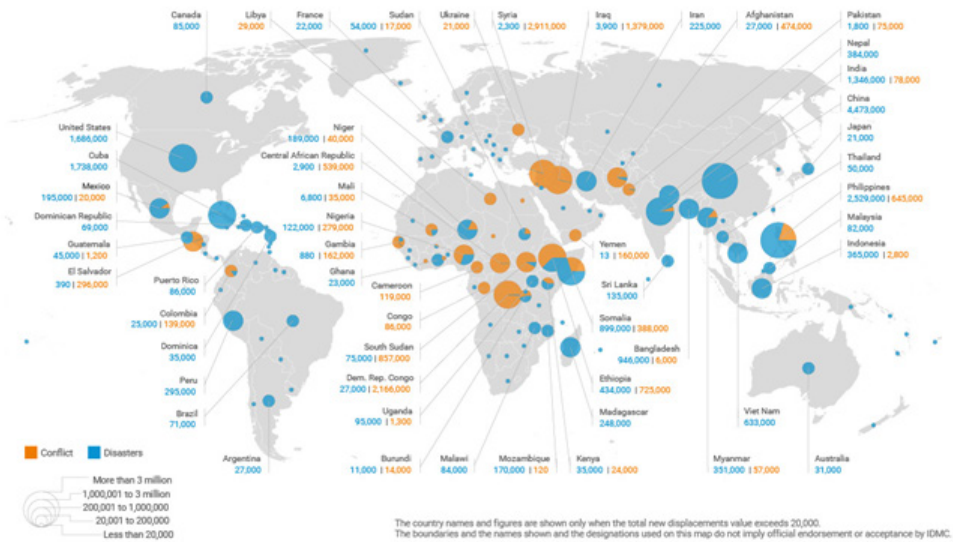 Canada
85,000
Libya
29,000
France
22,000
Sudan
54,000 | 17,000
Ukraine
21,000
Syria
2,300 | 2,911,000
Iraq
3,900 | 1,379,000
Iran
225,000
Afghanistan
27,000 | 474,000
Pakistan
1,800 | 75,000
Nepal
384,000
India
1,346,000 | 78,000
China
4,473,000
Japan
21,000
Thailand
50,000
Philippines
2,529,000 | 645,000
Malaysia
82,000
Indonesia
365,000 | 2,800
United States
1,686,000
Cuba
1,738,000
Mexico
195,000 | 20,000
Dominican Republic
69,000
Guatemala
45,000 | 1,200
El Salvador
390 | 296,000
Puerto Rico
86,000
Colombia
25,000 | 139,000
Dominica
35,000
Peru
295,000
Brazil
71,000
Argentina
27,000
Niger
189,000 | 40,000
Central African Republic
2,900 | 539,000
Mali
6,800 | 35,000
Nigeria
122,000 | 279,000
Gambia
880 | 162,000
Ghana
23,000
Cameroon
119,000
Congo
86,000
South Sudan
75,000 | 857,000
Dem. Rep. Congo
27,000 | 2,166,000
Uganda
95,000 | 1,300
Burundi
11,000 | 14,000
Malawi
84,000
Mozambique
170,000 | 120
Kenya
35,000 | 24,000
Yemen
13 | 160,000
Sri Lanka
135,000
Somalia
899,000 | 388,000
Bangladesh
946,000 | 6,000
Ethiopia
434,000 | 725,000
Madagascar
248,000
Viet Nam
633,000
Myanmar
351,000 | 57,000
Australia
31,000
Conflict
Disasters
More than 3 million
1,000,001 to 3 million
200,001 to 1,000,000
20,001 to 200,000
Less than 20,000
The country names and figures are shown only when the total new displacements value exceeds 20,000.
The boundaries and the names shown and the designations used on this map do not imply official endorsement or acceptance by IDMC.